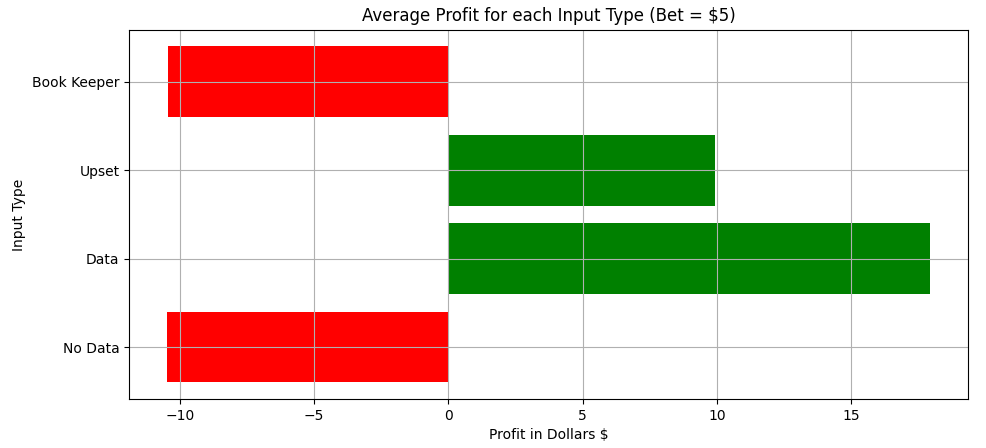 Average Profit for each Input Type (Bet = $5)
Book Keeper
Upset
Data
No Data
Input Type
−10 −5 0 5 10 15
Profit in Dollars $